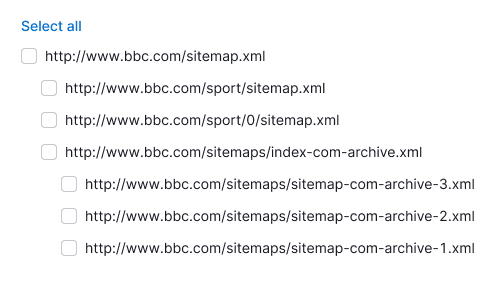 Select all
http://www.bbc.com/sitemap.xml
http://www.bbc.com/sport/sitemap.xml
http://www.bbc.com/sport/0/sitemap.xml
http://www.bbc.com/sitemaps/index-com-archive.xml
http://www.bbc.com/sitemaps/sitemap-com-archive-3.xml
http://www.bbc.com/sitemaps/sitemap-com-archive-2.xml
http://www.bbc.com/sitemaps/sitemap-com-archive-1.xml